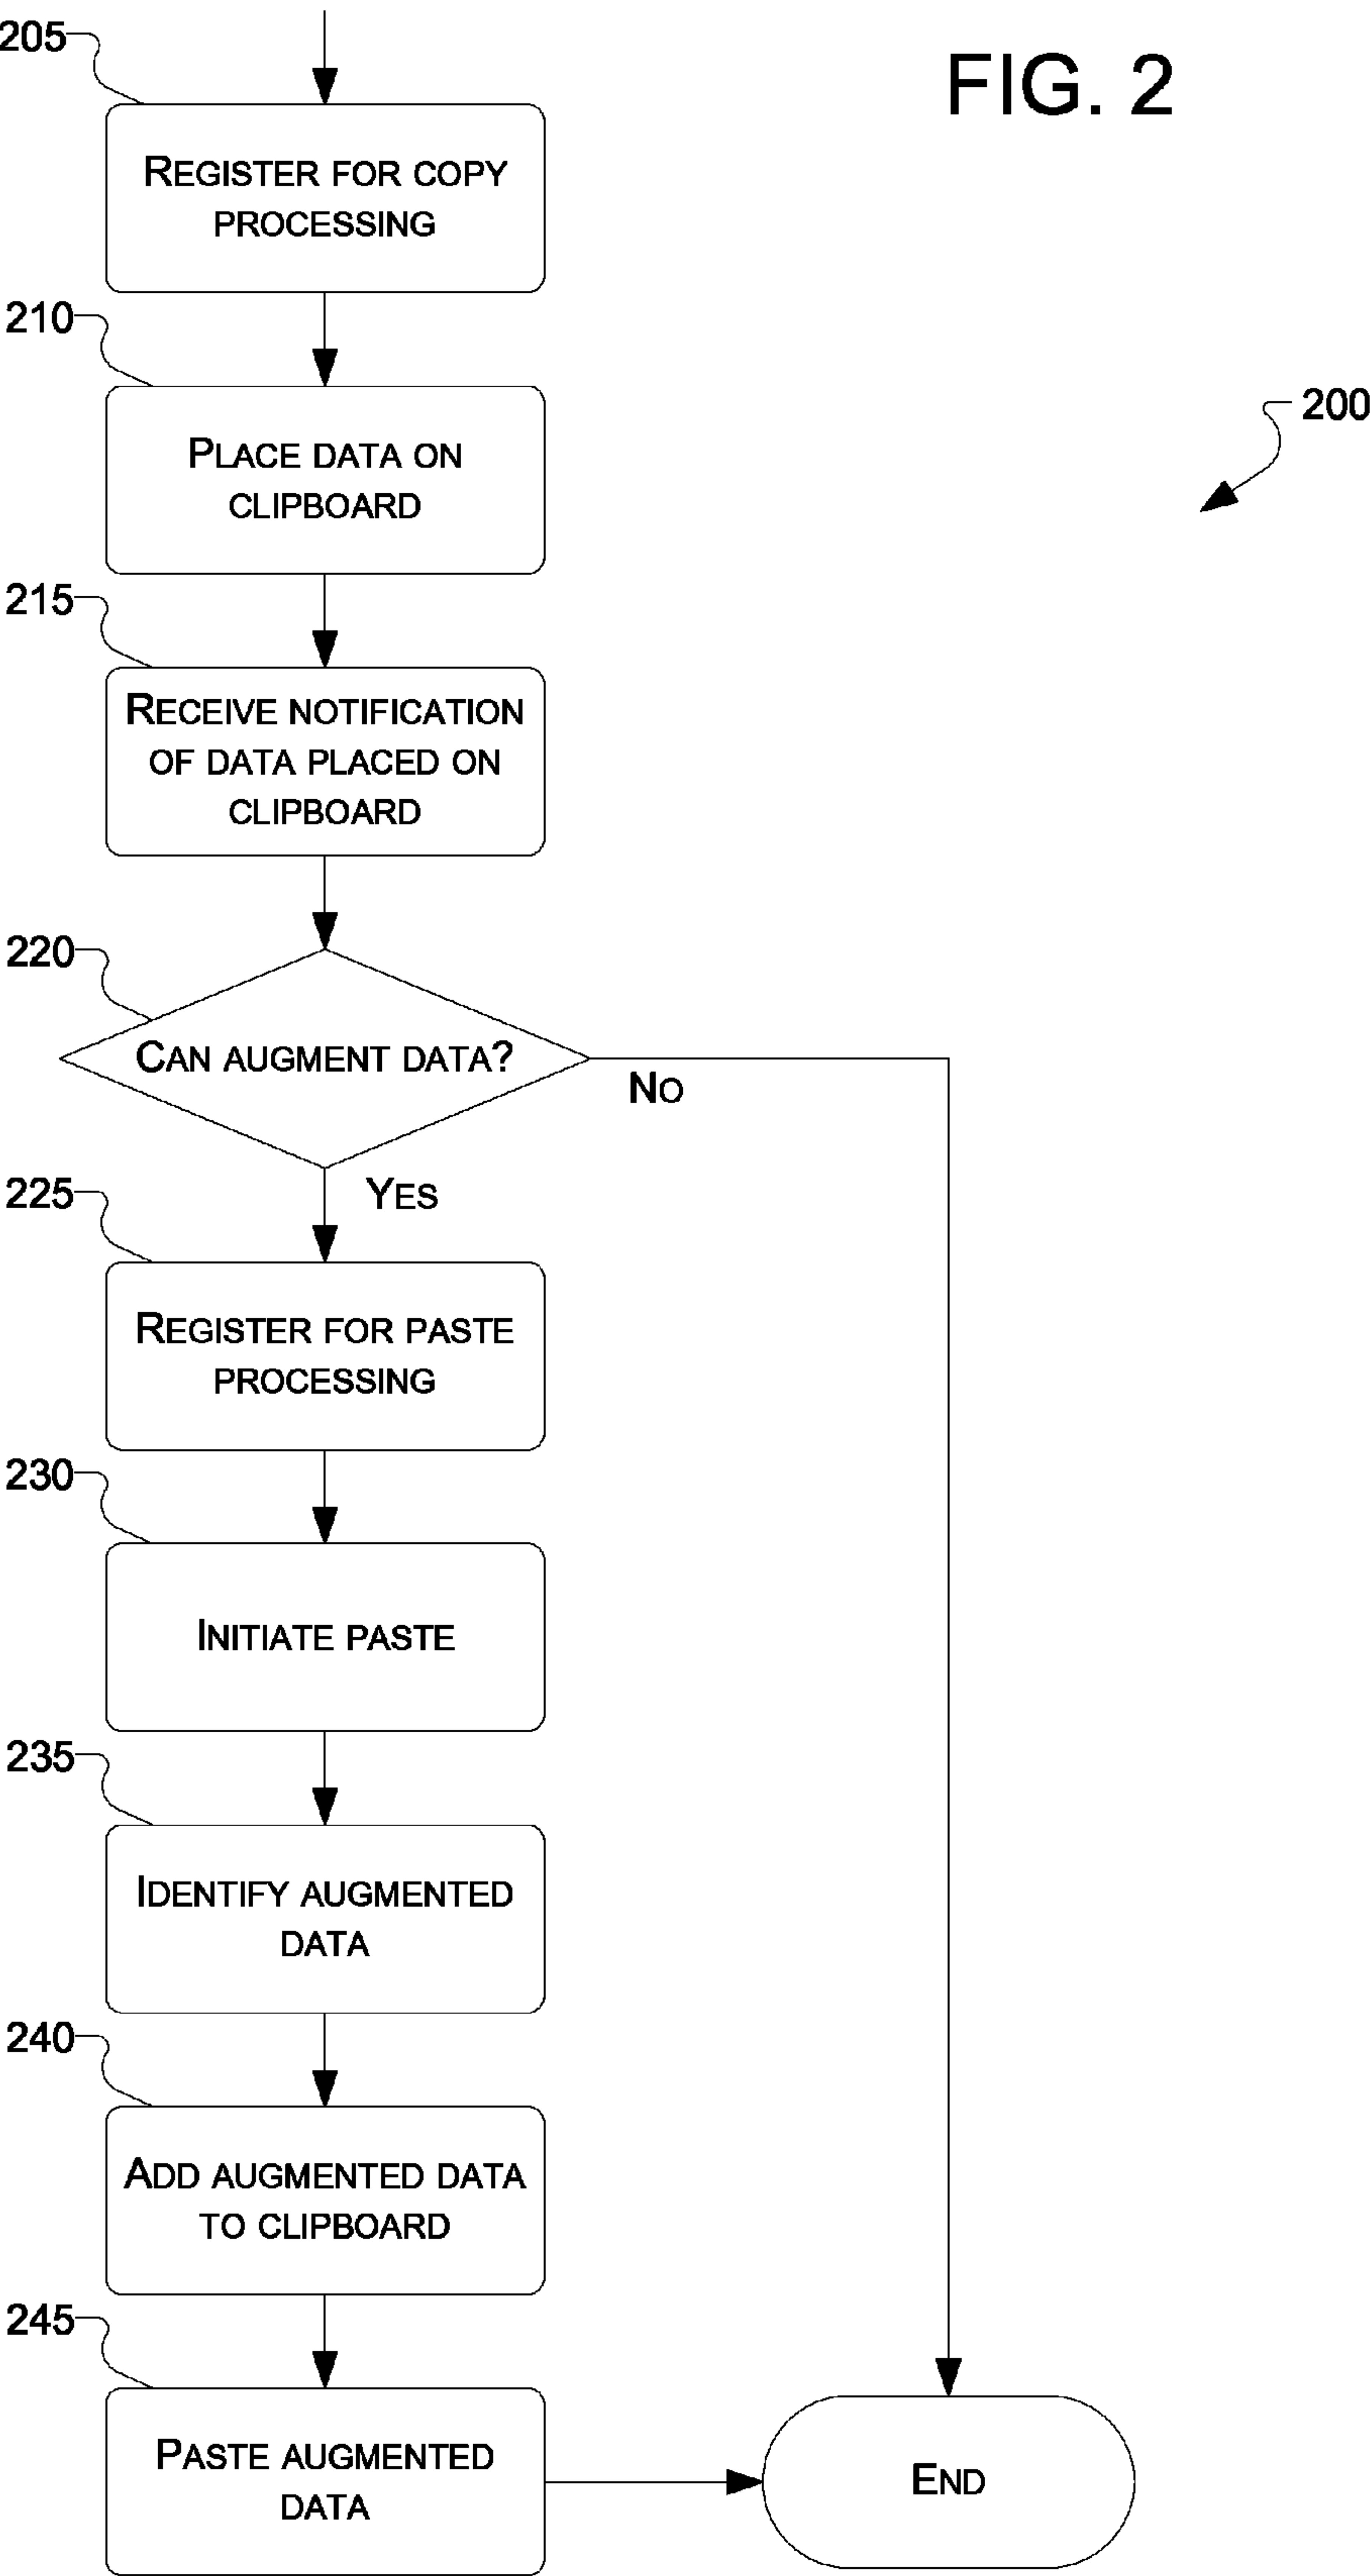 FIG. 2
200
205
REGISTER FOR COPY
PROCESSING
210
PLACE DATA ON
CLIPBOARD
215
RECEIVE NOTIFICATION
OF DATA PLACED ON
CLIPBOARD
220
CAN AUGMENT DATA?
NO
YES
225
REGISTER FOR PASTE
PROCESSING
230
INITIATE PASTE
235
IDENTIFY AUGMENTED
DATA
240
ADD AUGMENTED DATA
TO CLIPBOARD
245
PASTE AUGMENTED
DATA
END